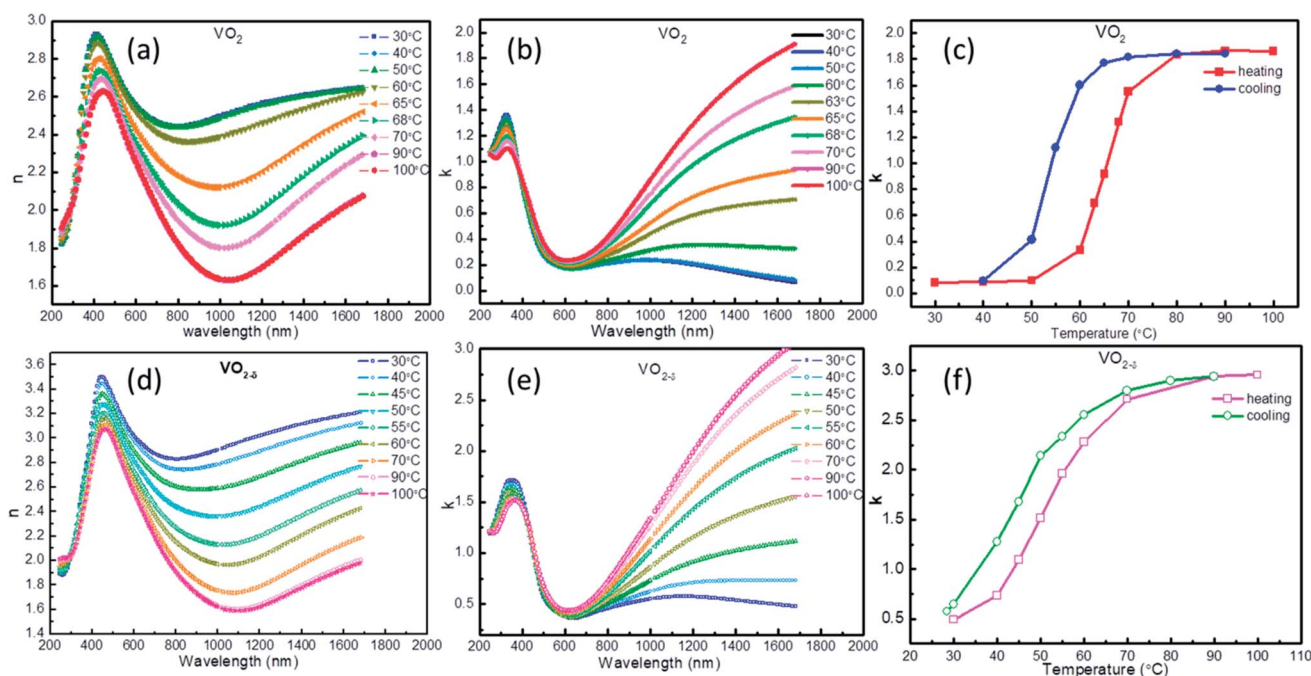 (a)
VO2
n
3.0
2.8
2.6
2.4
2.2
2.0
1.8
1.6
30°C
40°C
50°C
60°C
65°C
68°C
70°C
90°C
100°C
0 200 400 600 800 1000 1200 1400 1600 1800 2000
wavelength (nm)
(b)
VO2
k
2.0
1.8
1.6
1.4
1.2
1.0
0.8
0.6
0.4
0.2
0.0
30°C
40°C
50°C
60°C
63°C
65°C
68°C
70°C
90°C
100°C
200 400 600 800 1000 1200 1400 1600 1800 2000
Wavelength (nm)
(c)
VO2
k
2.0
1.8
1.6
1.4
1.2
1.0
0.8
0.6
0.4
0.2
0.0
heating
cooling
30 40 50 60 70 80 90 100
Temperature (°C)
(d)
VO2-δ
n
3.6
3.4
3.2
3.0
2.8
2.6
2.4
2.2
2.0
1.8
1.6
1.4
30°C
40°C
45°C
50°C
55°C
60°C
70°C
90°C
100°C
0 200 400 600 800 1000 1200 1400 1600 1800 2000
Wavelength (nm)
(e)
VO2-δ
k
3.0
2.5
2.0
1.5
1.0
0.5
30°C
40°C
45°C
50°C
55°C
60°C
70°C
90°C
100°C
200 400 600 800 1000 1200 1400 1600 1800 2000
Wavelength (nm)
(f)
VO2-δ
k
3.0
2.5
2.0
1.5
1.0
0.5
heating
cooling
20 30 40 50 60 70 80 90 100 110
Temperature (°C)